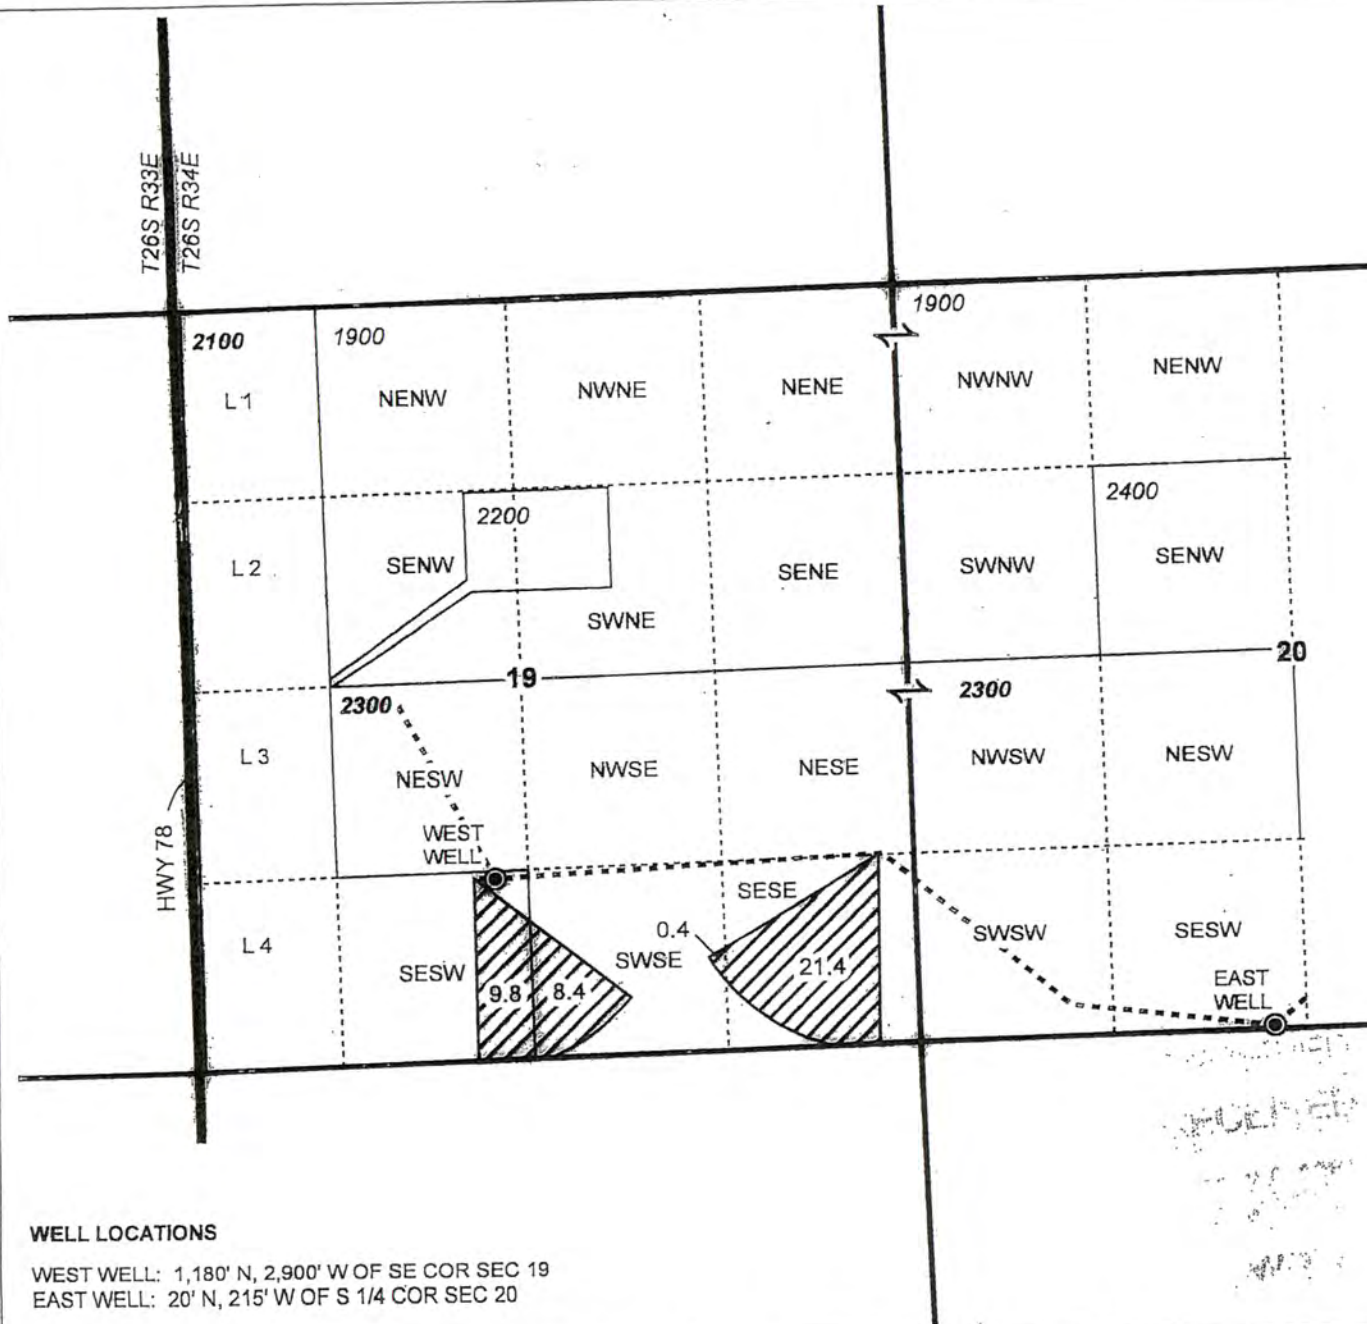 T26S R33E
T26S R34E
2100
1900
1900
L1
NENW
NWNE
NENE
NWNW
NENW
2200
2400
L2
SENW
SWNE
SENE
SWNW
SENW
19
20
2300
2300
L3
NESW
NWSE
NESE
NWSW
NESW
HWY 78
WEST
WELL
L4
SESW
9.8
8.4
SWSE
0.4
SESE
21.4
SWSW
SESW
EAST
WELL
WELL LOCATIONS
WEST WELL: 1,180' N, 2,900' W OF SE COR SEC 19
EAST WELL: 20' N, 215' W OF S 1/4 COR SEC 20